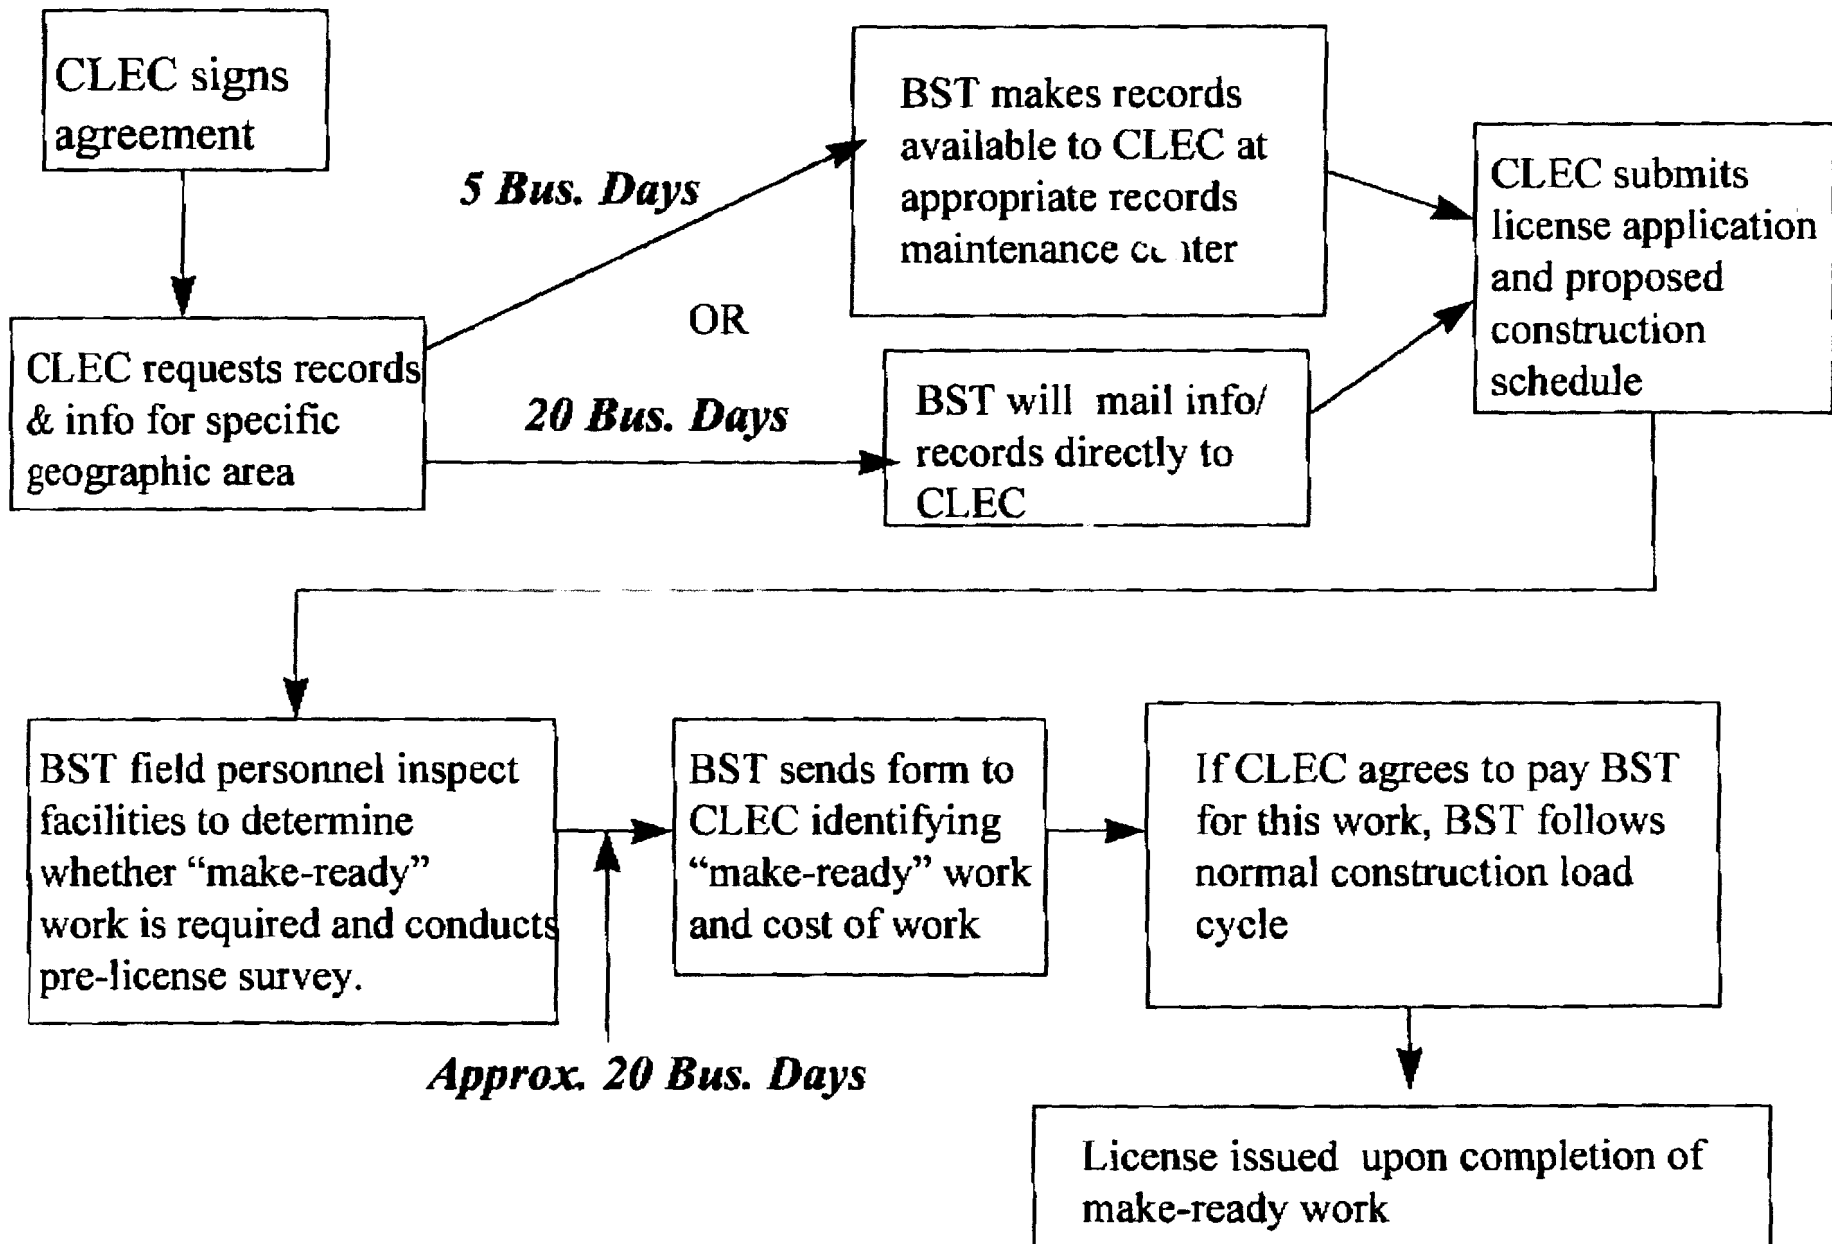 CLEC signs
agreement
5 Bus. Days
BST makes records
available to CLEC at
appropriate records
maintenance
CLEC submits
license application
and proposed
construction
schedule
CLEC requests records
& info for specific
geographic area
OR
20 Bus. Days
BST will mail info/
records directly to
CLEC
BST field personnel inspect
facilities to determine
whether “make-ready”
work is required and conducts
pre-license survey.
Approx. 20 Bus. Days
BST sends form to
CLEC identifying
“make-ready” work
and cost of work
If CLEC agrees to pay BST
for this work, BST follows
normal construction load
cycle
License issued upon completion of
make-ready work